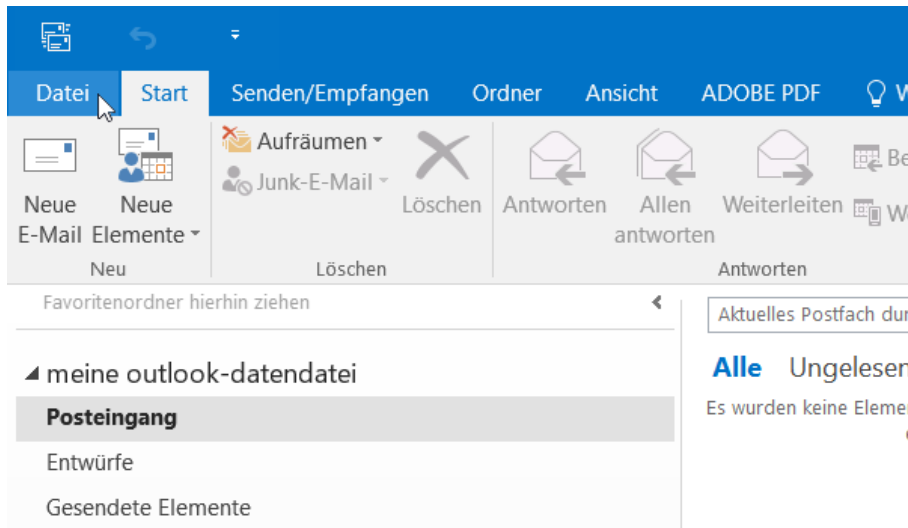 Datei Start Senden/Empfangen Ordner Ansicht ADOBE PDF
Neue E-Mail
Neue Elemente
Aufräumen
Junk-E-Mail
Löschen
Antworten
Allen antworten
Weiterleiten
Neu Löschen Antworten
Favoritenordner hierhin ziehen
Aktuelles Postfach
meine outlook-datendatei
Alle Ungelesen
Posteingang
Es wurden keine
Entwürfe
Gesendete Elemente